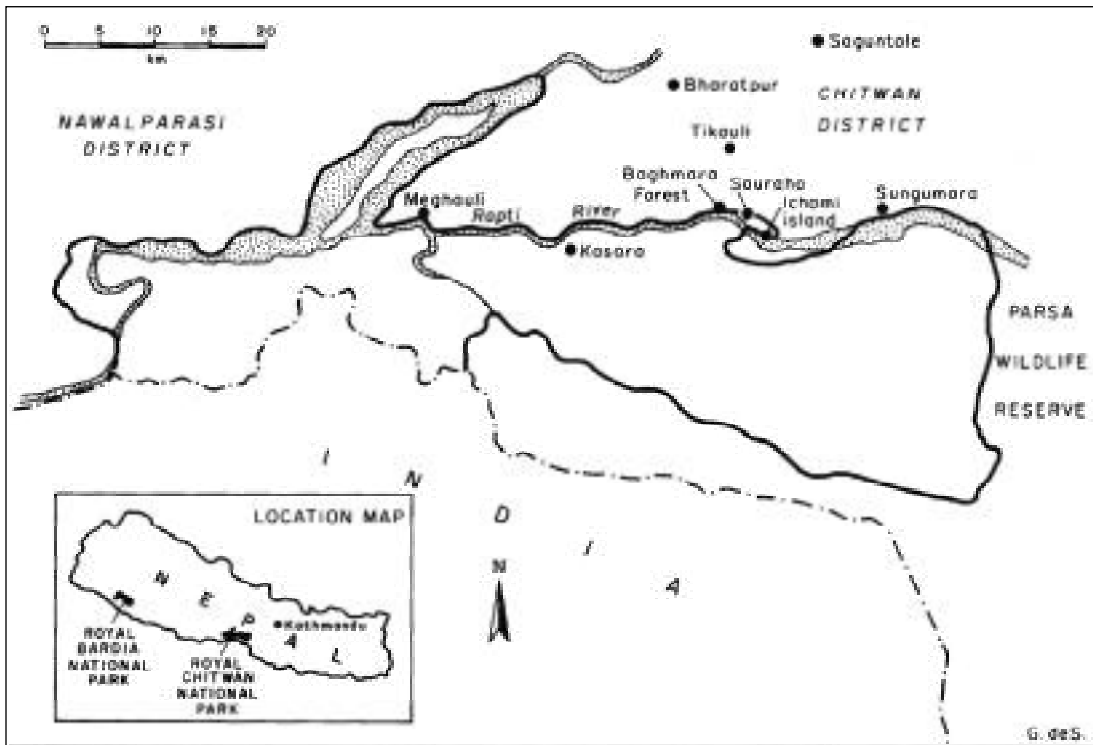 0 5 10 15 20
km
Saguntole
Bharatpur
CHITWAN
DISTRICT
NAWALPARASI
DISTRICT
Tikauli
Baghmara
Forest
Sauraha
Ichami
island
Sungumara
Meghauli
Rapti River
Kasara
PARSA
WILDLIFE
RESERVE
INDIA
N
LOCATION MAP
NEPAL
Kathmandu
ROYAL
BARDIA
NATIONAL
PARK
ROYAL
CHITWAN
NATIONAL
PARK
G. deS.